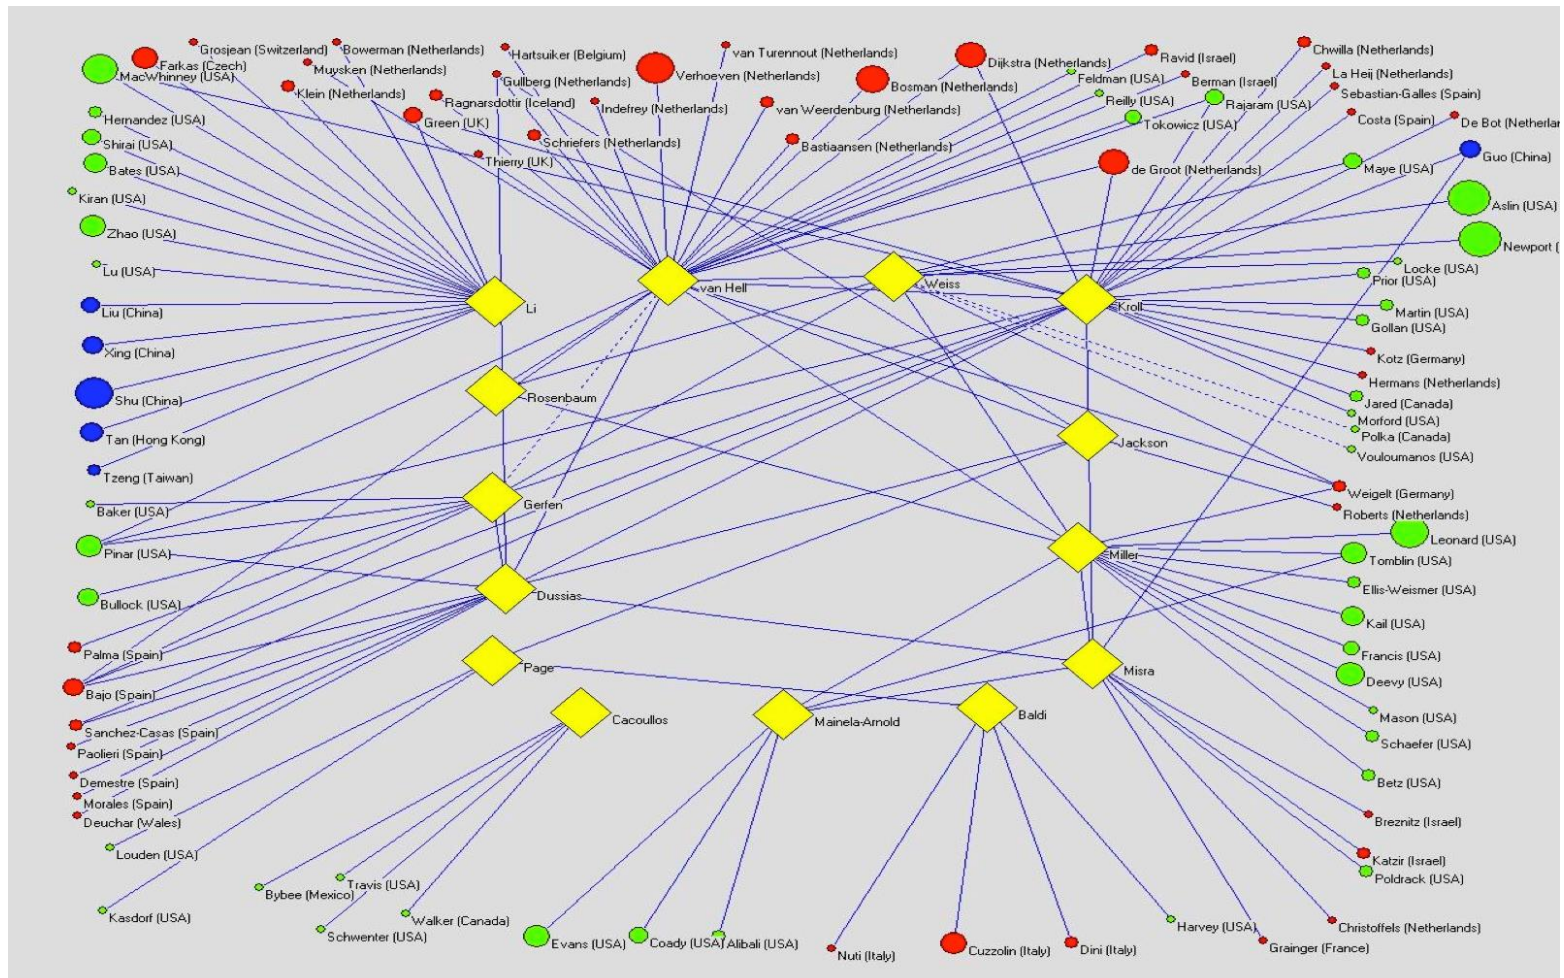 Grosjean (Switzerland)
Bowerman (Netherlands)
Hartsuiker (Belgium)
van Turennout (Netherlands)
Dijkstra (Netherlands)
Ravid (Israel)
Chwilla (Netherlands)
Farkas (Czech)
MacWhinney (USA)
Muysken (Netherlands)
Gullberg (Netherlands)
Verhoeven (Netherlands)
Bosman (Netherlands)
Feldman (USA)
Berman (Israel)
La Heij (Netherlands)
Klein (Netherlands)
Ragnarsdottir (Iceland)
Indefrey (Netherlands)
van Weerdenburg (Netherlands)
Reilly (USA)
Rajaram (USA)
Sebastian-Galles (Spain)
Hernandez (USA)
Green (UK)
Schriefers (Netherlands)
Bastiaansen (Netherlands)
Tokowicz (USA)
Costa (Spain)
De Bot (Netherlan
Shirai (USA)
Thierry (UK)
de Groot (Netherlands)
Maye (USA)
Guo (China)
Bates (USA)
Kiran (USA)
Aslin (USA)
Zhao (USA)
Newport (
Lu (USA)
Locke (USA)
Prior (USA)
van Hell
Weiss
Kroll
Li
Liu (China)
Martin (USA)
Gollan (USA)
Xing (China)
Kotz (Germany)
Hermans (Netherlands)
Shu (China)
Rosenbaum
Jared (Canada)
Morford (USA)
Tan (Hong Kong)
Jackson
Polka (Canada)
Vouloumanos (USA)
Tzeng (Taiwan)
Weigelt (Germany)
Baker (USA)
Gerfen
Roberts (Netherlands)
Leonard (USA)
Pinar (USA)
Miller
Tomblin (USA)
Bullock (USA)
Dussias
Ellis-Weismer (USA)
Kail (USA)
Palma (Spain)
Page
Misra
Francis (USA)
Bajo (Spain)
Deevy (USA)
Sanchez-Casas (Spain)
Cacoullos
Mainela-Arnold
Baldi
Mason (USA)
Paolieri (Spain)
Schaefer (USA)
Demestre (Spain)
Betz (USA)
Morales (Spain)
Deuchar (Wales)
Breznitz (Israel)
Louden (USA)
Katzir (Israel)
Poldrack (USA)
Travis (USA)
Bybee (Mexico)
Kasdorf (USA)
Walker (Canada)
Harvey (USA)
Christoffels (Netherlands)
Schwenter (USA)
Evans (USA)
Coady (USA)
Alibali (USA)
Nuti (Italy)
Cuzzolin (Italy)
Dini (Italy)
Grainger (France)